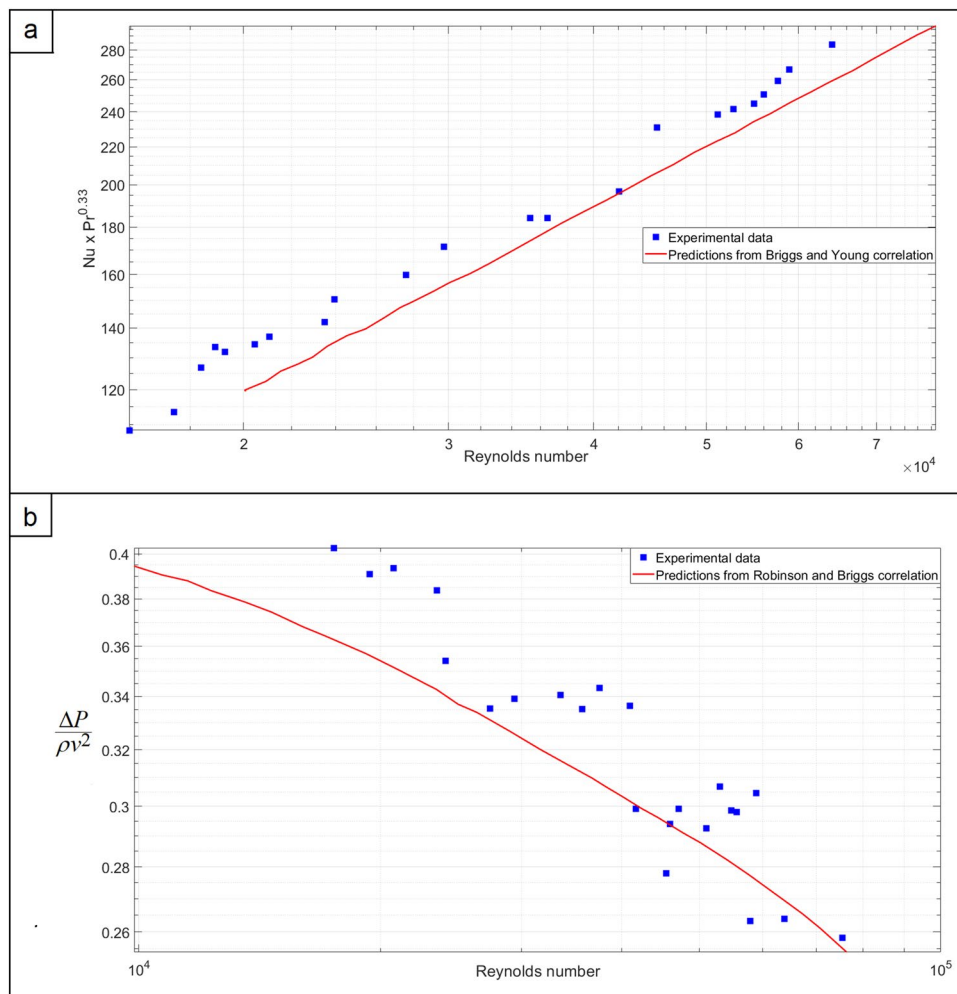 a
280
260
240
220
200
180
160
140
120
Nu x Pr^0.33
Experimental data
Predictions from Briggs and Young correlation
2 3 4 5 6 7
Reynolds number
×10^4
b
0.4
0.38
0.36
0.34
0.32
0.3
0.28
0.26
ΔP
ρv²
Experimental data
Predictions from Robinson and Briggs correlation
10^4 10^5
Reynolds number